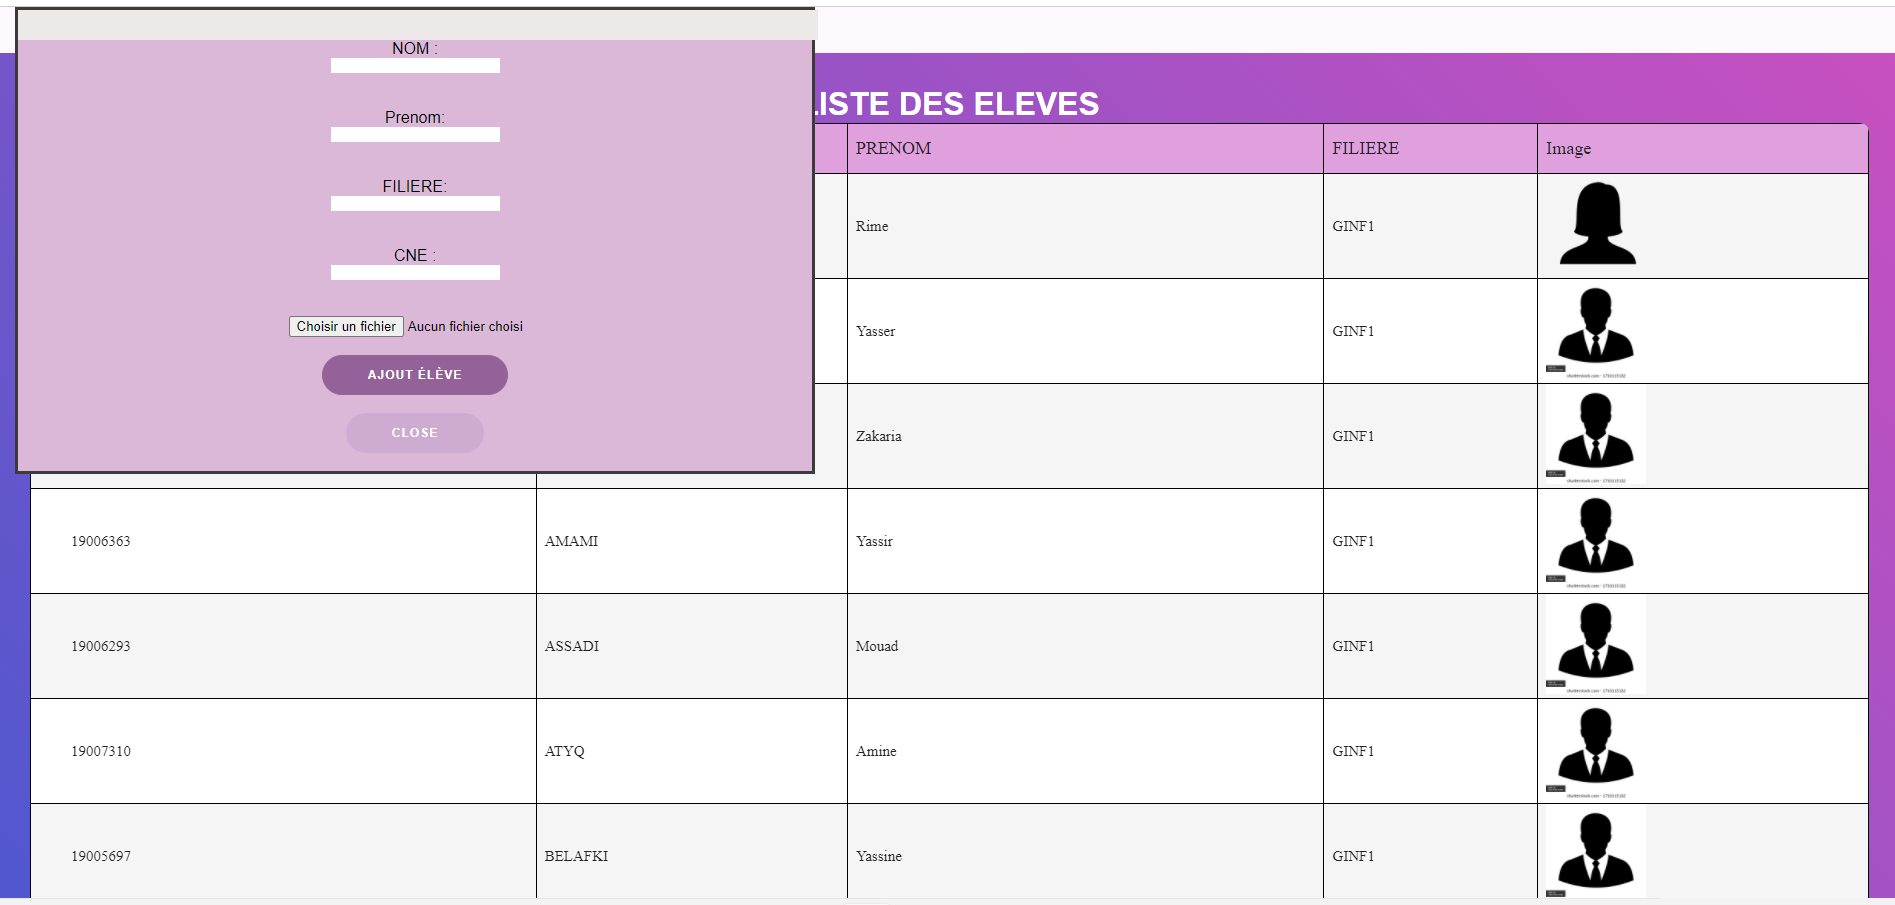 NOM :
Prenom:
FILIERE:
CNE :
Choisir un fichier Aucun fichier choisi
AJOUT ÉLÈVE
CLOSE
LISTE DES ELEVES
PRENOM FILIERE Image
Rime GINF1
Yasser GINF1
Zakaria GINF1
19006363 AMAMI Yassir GINF1
19006293 ASSADI Mouad GINF1
19007310 ATYQ Amine GINF1
19005697 BELAFKI Yassine GINF1